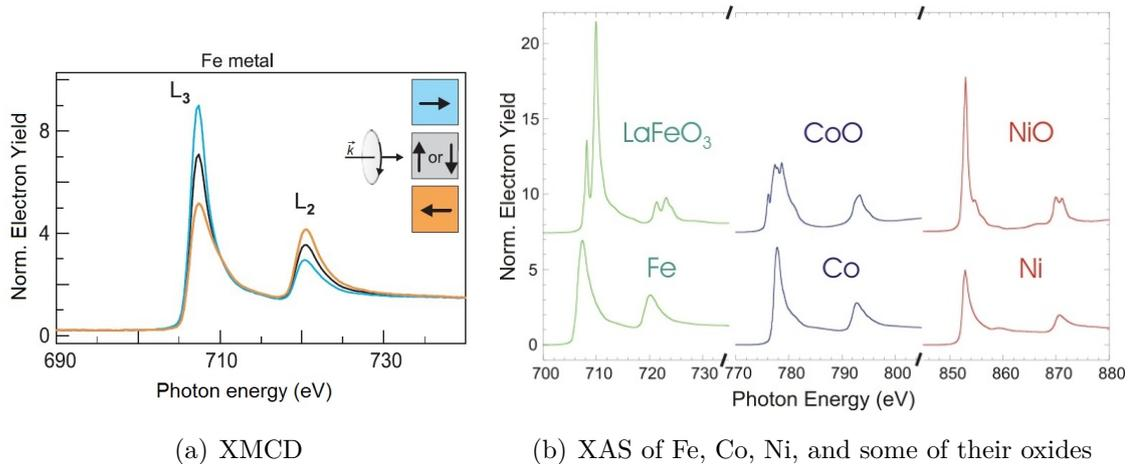 Fe metal
L3
L2
k
or
Norm. Electron Yield
8
4
0
690
710
730
Photon energy (eV)
(a) XMCD
Norm. Electron Yield
20
15
10
5
0
LaFeO3
CoO
NiO
Fe
Co
Ni
700 710 720 730 770 780 790 800 850 860 870 880
Photon Energy (eV)
(b) XAS of Fe, Co, Ni, and some of their oxides